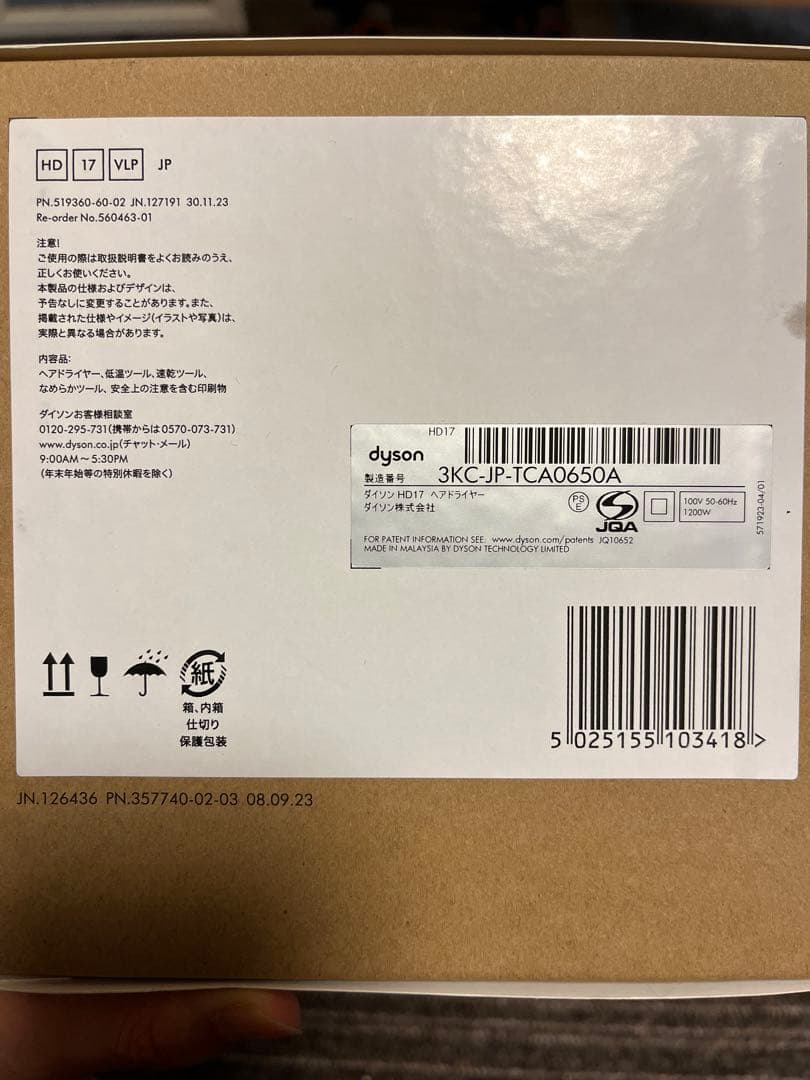 HD 17 VLP JP
PN.519360-60-02 JN.127191 30.11.23
Re-order No.560463-01
注意!
ご使用の際は取扱説明書をよくお読みのうえ、
正しくお使いください。
本製品の仕様およびデザインは、
予告なしに変更することがあります。また、
掲載された仕様やイメージ(イラストや写真)は、
実際と異なる場合があります。
内容品:
ヘアドライヤー、低温ツール、速乾ツール、
なめらかツール、安全上の注意を含む印刷物
ダイソンお客様相談室
0120-295-731(携帯からは0570-073-731)
www.dyson.co.jp(チャット・メール)
9:00AM～5:30PM
(年末年始等の特別休暇を除く)
HD17
dyson
製造番号 3KC-JP-TCA0650A
ダイソン HD17 ヘアドライヤー
ダイソン株式会社
PS
E
JQA
100V 50-60Hz
1200W
571923-04/01
FOR PATENT INFORMATION SEE: www.dyson.com/patents JQ10652
MADE IN MALAYSIA BY DYSON TECHNOLOGY LIMITED
紙
箱、内箱
仕切り
保護包装
5 025155 103418 >
JN.126436 PN.357740-02-03 08.09.23